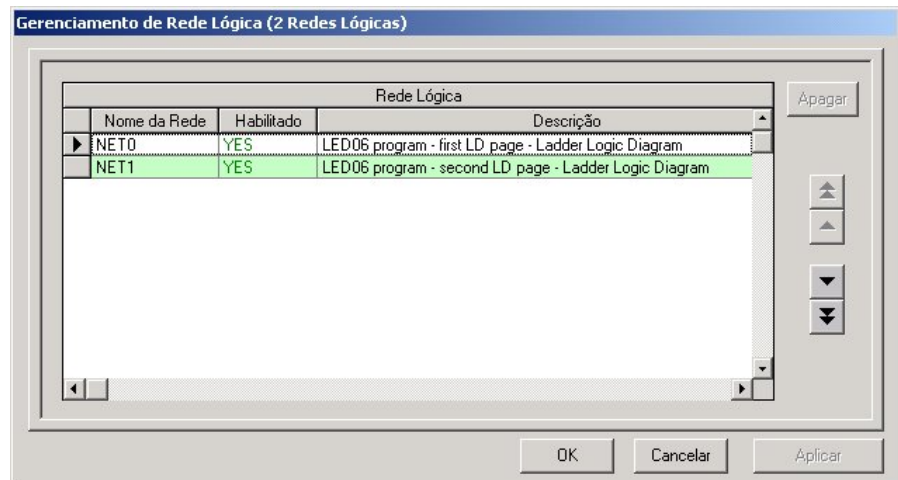 Gerenciamento de Rede Lógica (2 Redes Lógicas)
Rede Lógica
Apagar
Nome da Rede Habilitado Descrição
NET0 YES LED06 program - first LD page - Ladder Logic Diagram
NET1 YES LED06 program - second LD page - Ladder Logic Diagram
OK Cancelar Aplicar